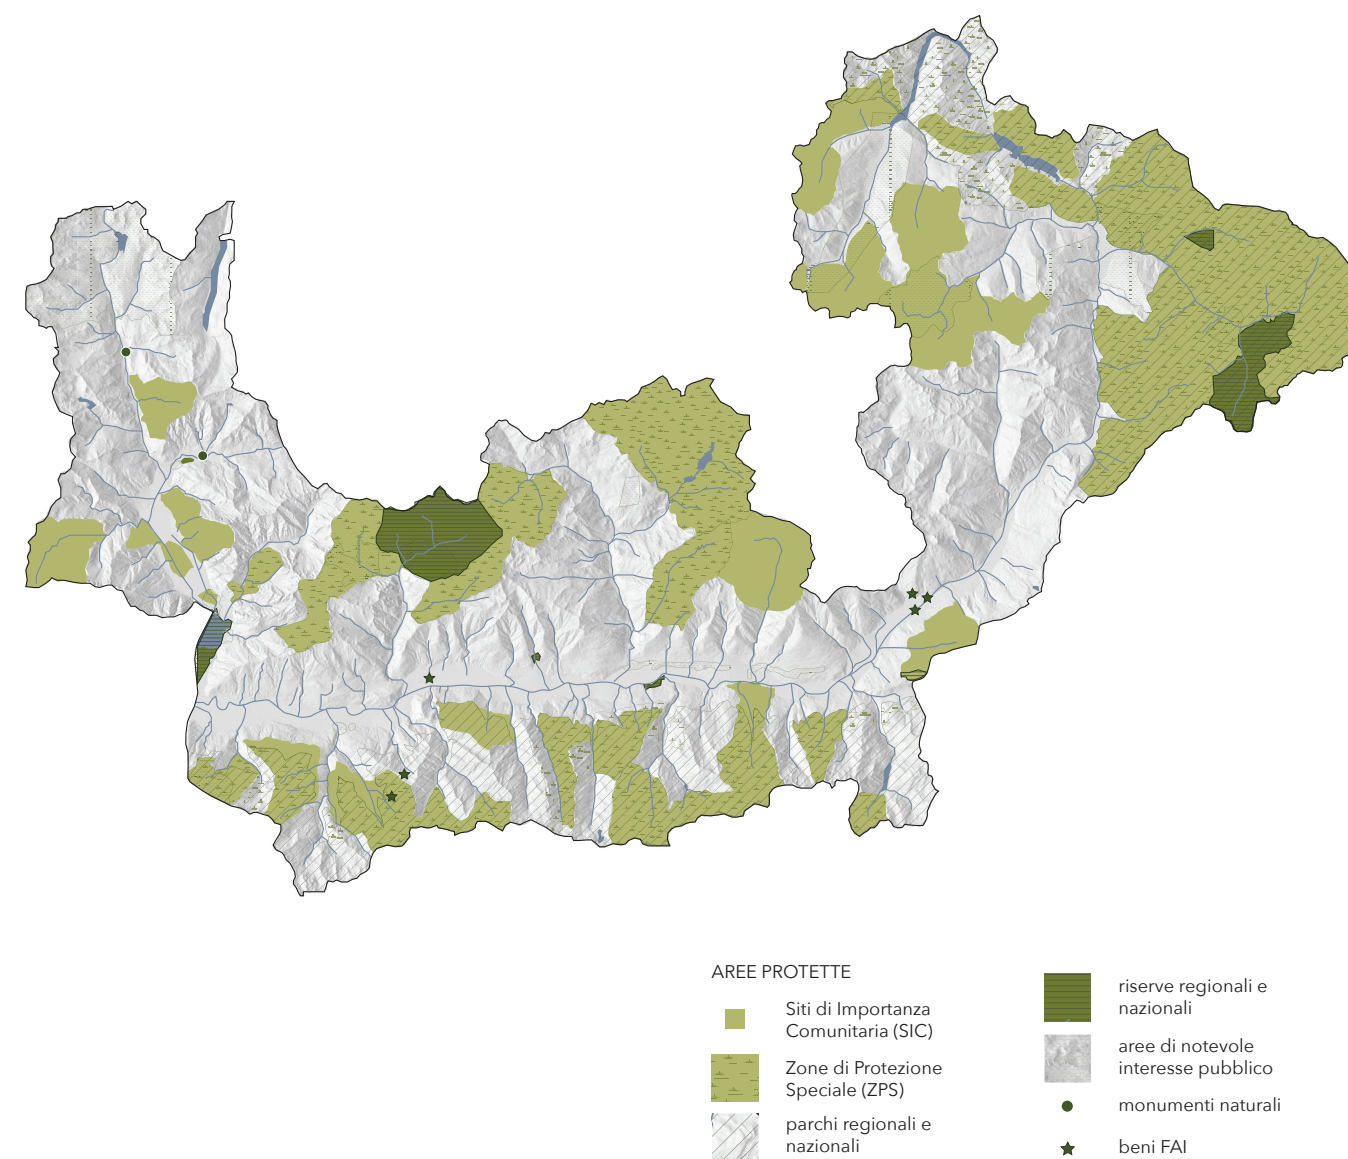 AREE PROTETTE
Siti di Importanza
Comunitaria (SIC)
Zone di Protezione
Speciale (ZPS)
parchi regionali e
nazionali
riserve regionali e
nazionali
aree di notevole
interesse pubblico
monumenti naturali
beni FAI